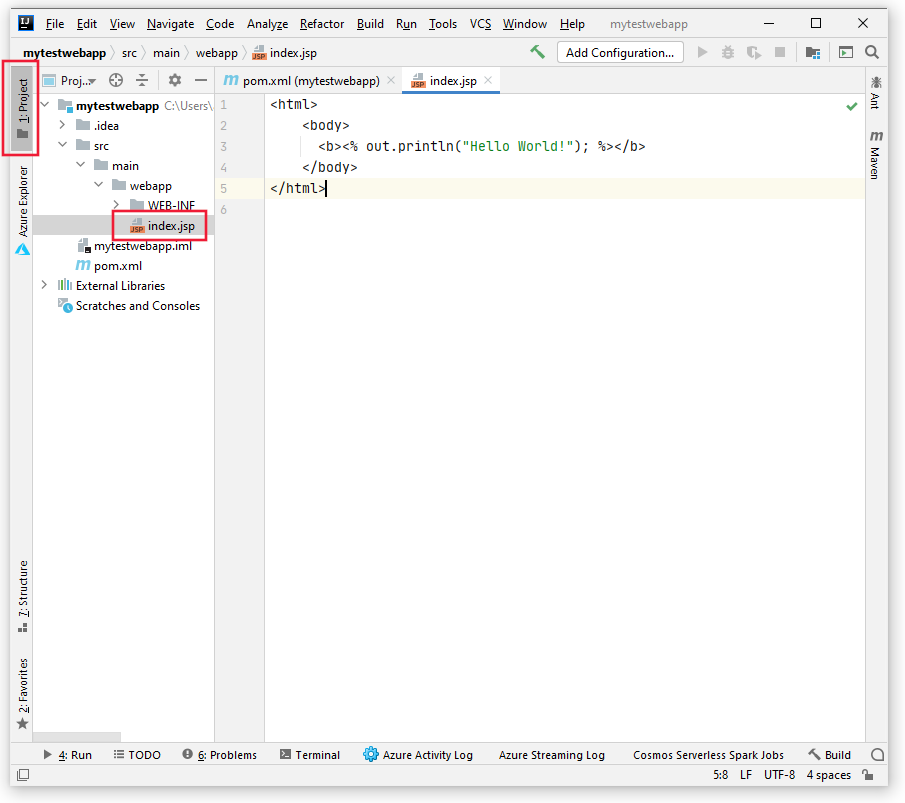 File Edit View Navigate Code Analyze Refactor Build Run Tools VCS Window Help mytestwebapp
mytestwebapp src main webapp JSP index.jsp Add Configuration...
1: Project
Azure Explorer
7: Structure
2: Favorites
Proj...
mytestwebapp C:\Users\
.idea
src
main
webapp
WEB-INF
JSP index.jsp
mytestwebapp.iml
m pom.xml
External Libraries
Scratches and Consoles
m pom.xml (mytestwebapp) JSP index.jsp
1 <html>
2 <body>
3 <b><% out.println("Hello World!"); %></b>
4 </body>
5 </html>
6
Ant
m Maven
4: Run TODO 6: Problems Terminal Azure Activity Log Azure Streaming Log Cosmos Serverless Spark Jobs Build
5:8 LF UTF-8 4 spaces